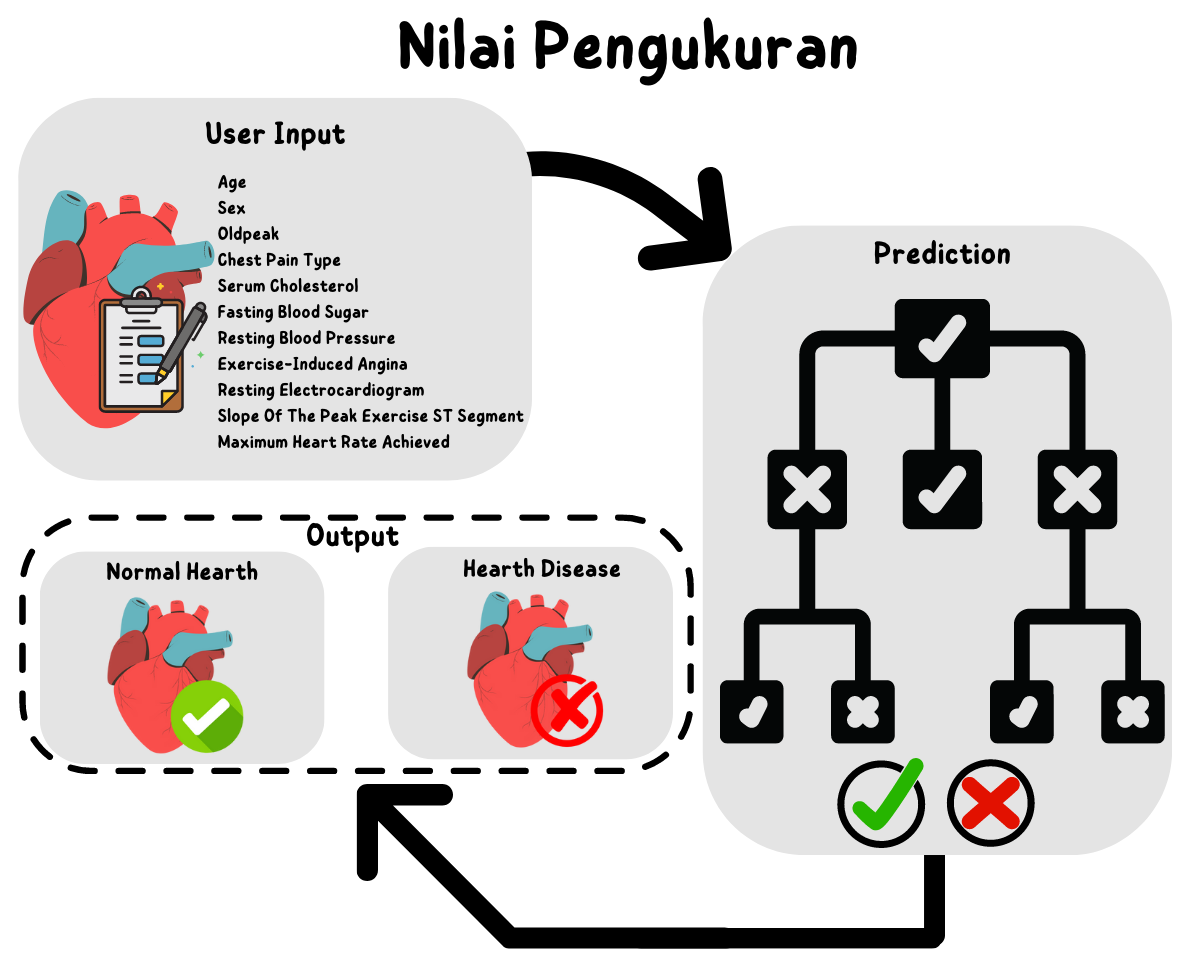 Nilai Pengukuran
User Input
Age
Sex
Oldpeak
Chest Pain Type
Serum Cholesterol
Fasting Blood Sugar
Resting Blood Pressure
Exercise-Induced Angina
Resting Electrocardiogram
Slope Of The Peak Exercise ST Segment
Maximum Heart Rate Achieved
Prediction
Output
Normal Hearth
Hearth Disease